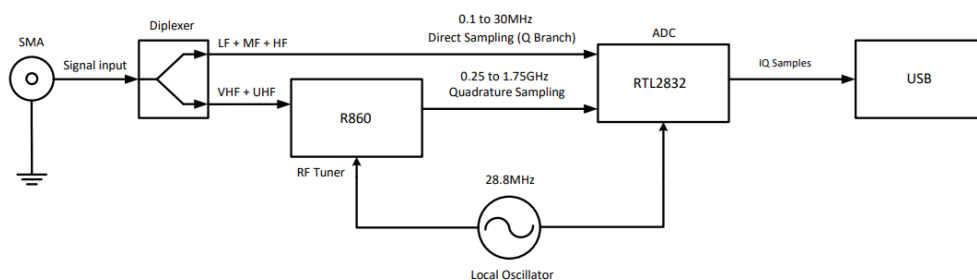 SMA
Signal input
Diplexer
LF + MF + HF
VHF + UHF
0.1 to 30MHz
Direct Sampling (Q Branch)
0.25 to 1.75GHz
Quadrature Sampling
R860
RF Tuner
28.8MHz
Local Oscillator
ADC
RTL2832
IQ Samples
USB